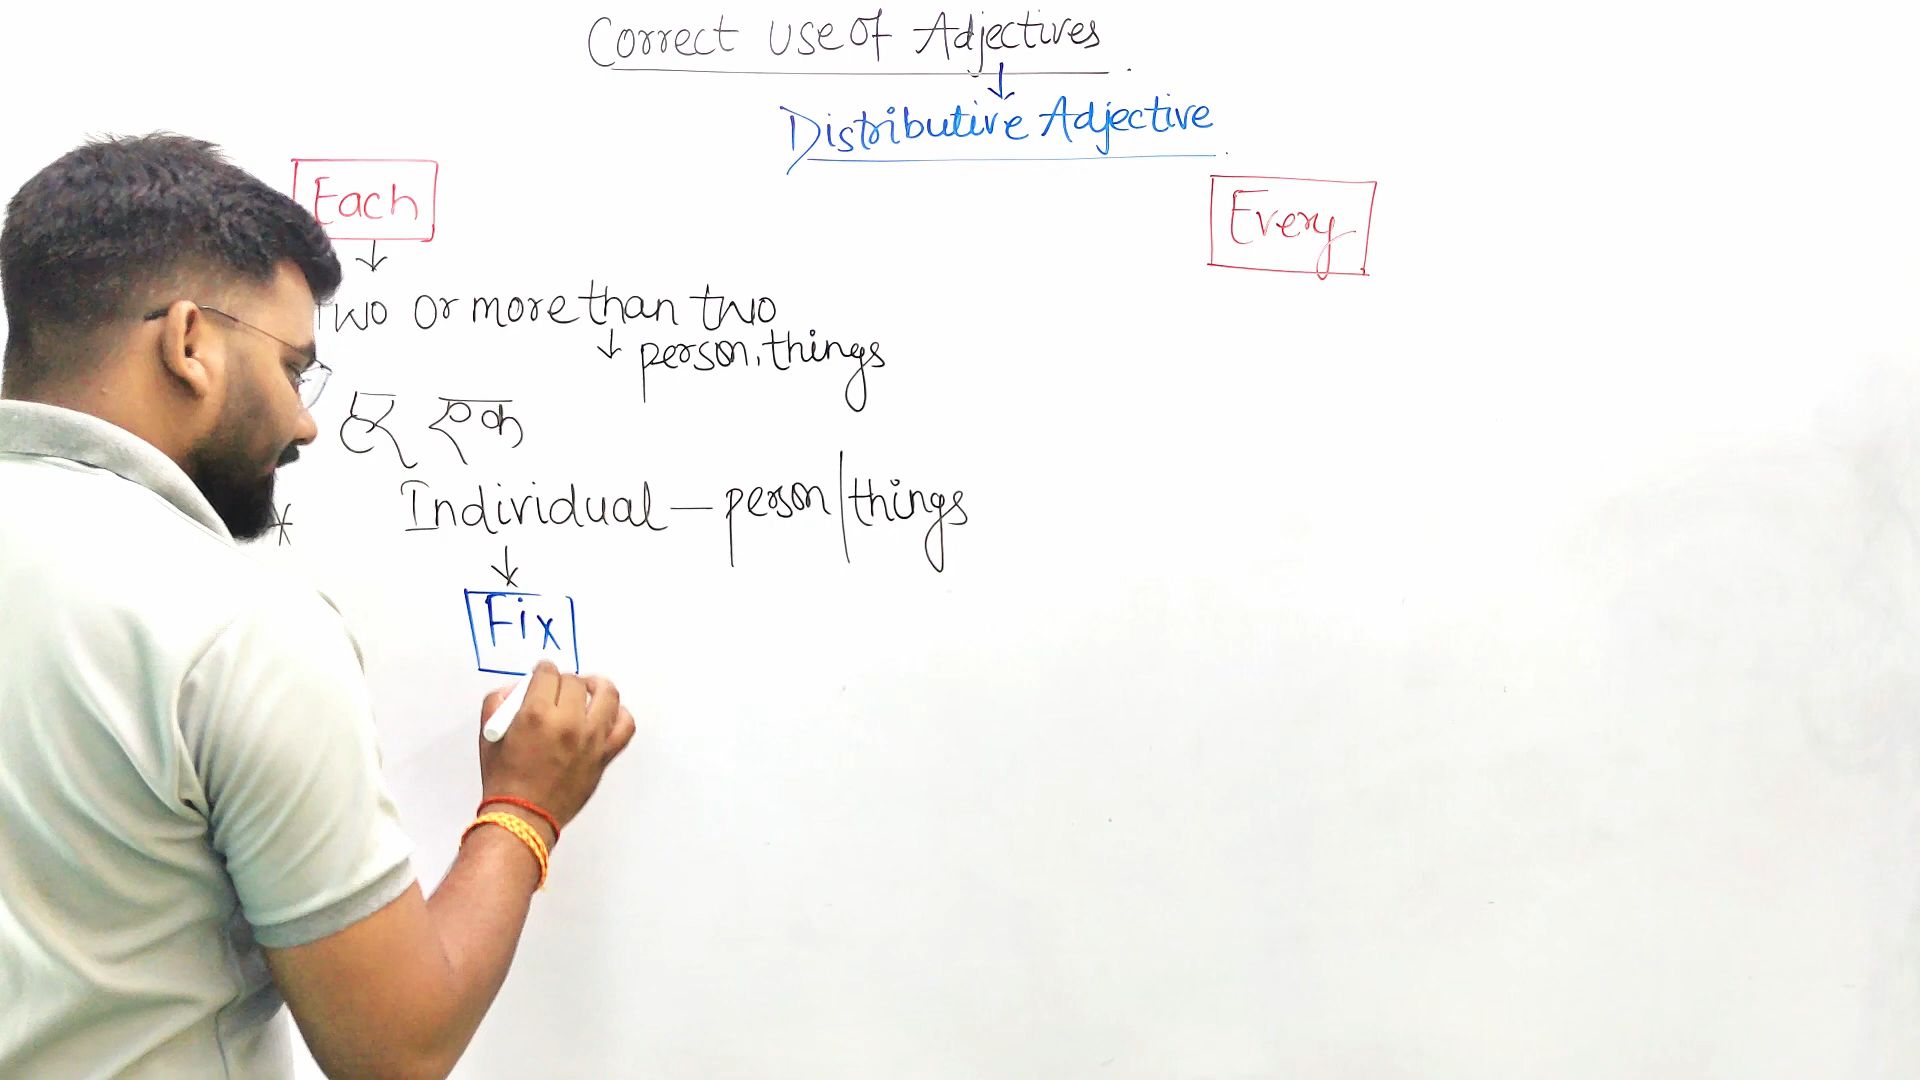 Correct use of Adjectives
Distributive Adjective
Each
Every
Two or more than two
person, things
हर एक
Individual — person/things
Fix